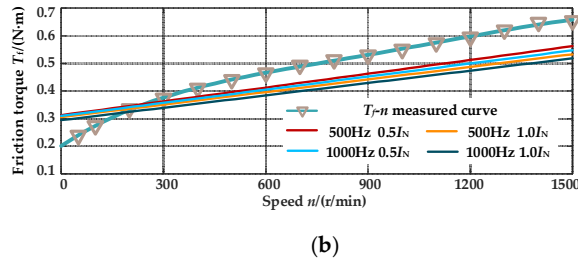 Friction torque Tf/(N·m)
0.7
0.6
0.5
0.4
0.3
0.2
0.1
Tf-n measured curve
500Hz 0.5IN
500Hz 1.0IN
1000Hz 0.5IN
1000Hz 1.0IN
0 300 600 900 1200 1500
Speed n/(r/min)
(b)